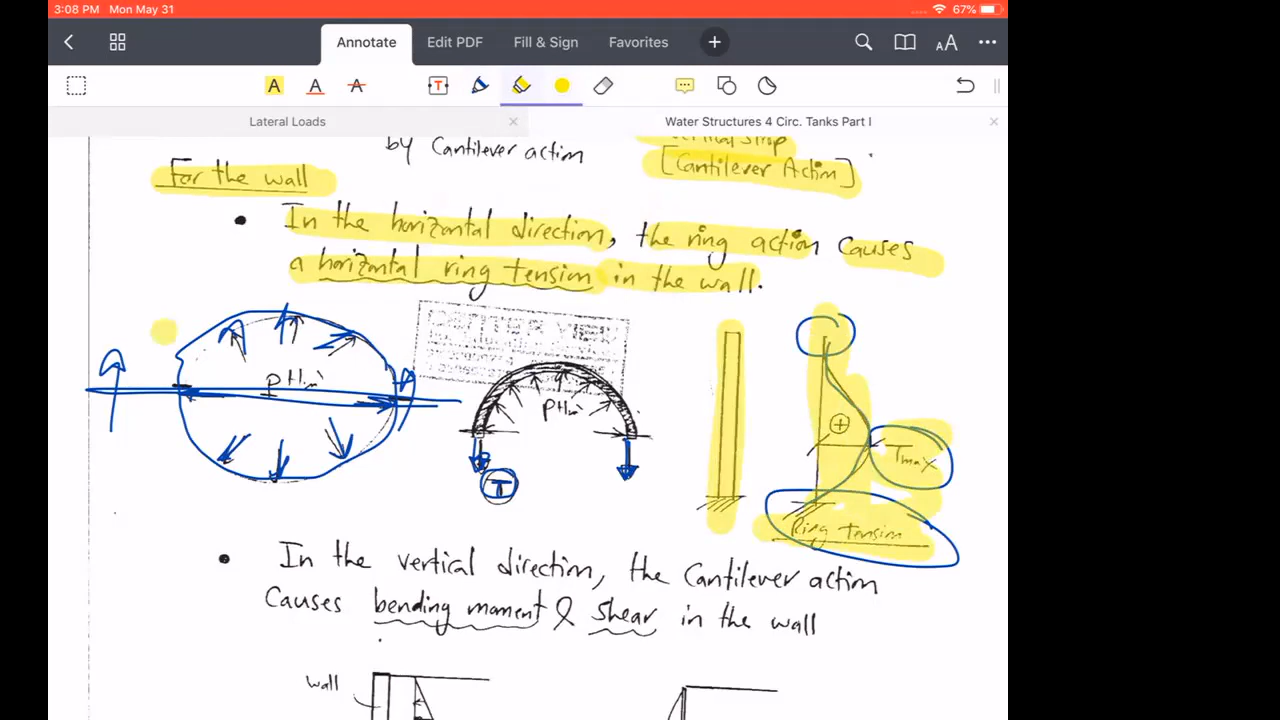 3:08 PM Mon May 31
67%
Annotate
Edit PDF
Fill & Sign
Favorites
Lateral Loads
Water Structures 4 Circ. Tanks Part I
by Cantilever action
vertical strip
[Cantilever Action]
For the wall
In the horizontal direction, the ring action causes
a horizontal ring tension in the wall.
T
Tmax
Ring tension
In the vertical direction, the Cantilever action
Causes bending moment & shear in the wall
wall